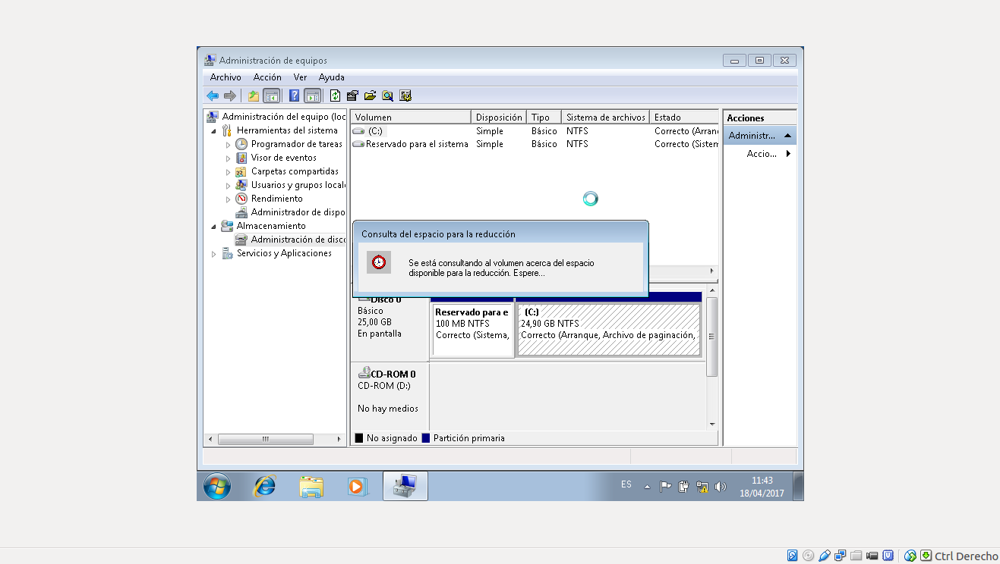 Administración de equipos
Archivo Acción Ver Ayuda
Administración del equipo (loc
Herramientas del sistema
Programador de tareas
Visor de eventos
Carpetas compartidas
Usuarios y grupos local
Rendimiento
Administrador de dispo
Almacenamiento
Administración de disc
Servicios y Aplicaciones
Volumen Disposición Tipo Sistema de archivos Estado
(C:) Simple Básico NTFS Correcto (Arran
Reservado para el sistema Simple Básico NTFS Correcto (Sistem
Consulta del espacio para la reducción
Se está consultando al volumen acerca del espacio
disponible para la reducción. Espere...
Disco 0
Básico
25,00 GB
En pantalla
Reservado para e
100 MB NTFS
Correcto (Sistema,
(C:)
24,90 GB NTFS
Correcto (Arranque, Archivo de paginación,
CD-ROM 0
CD-ROM (D:)
No hay medios
No asignado Partición primaria
Acciones
Administr...
Accio...
ES
11:43
18/04/2017
Ctrl Derecho